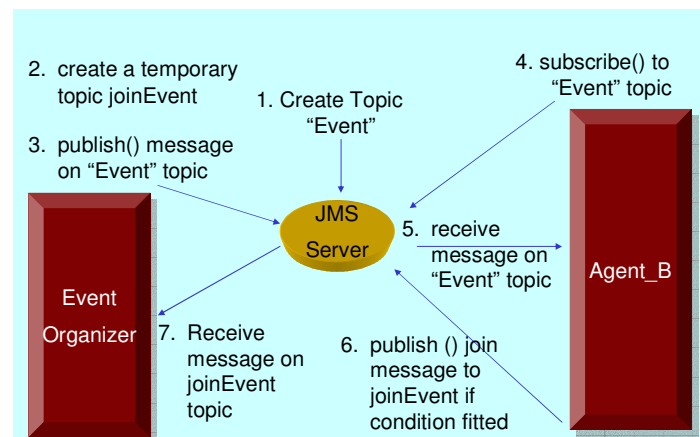 1. Create Topic
“Event”
2. create a temporary
topic joinEvent
3. publish() message
on “Event” topic
4. subscribe() to
“Event” topic
JMS
Server
5. receive
message on
“Event” topic
Agent_B
Event
Organizer
6. publish () join
message to
joinEvent if
condition fitted
7. Receive
message on
joinEvent
topic